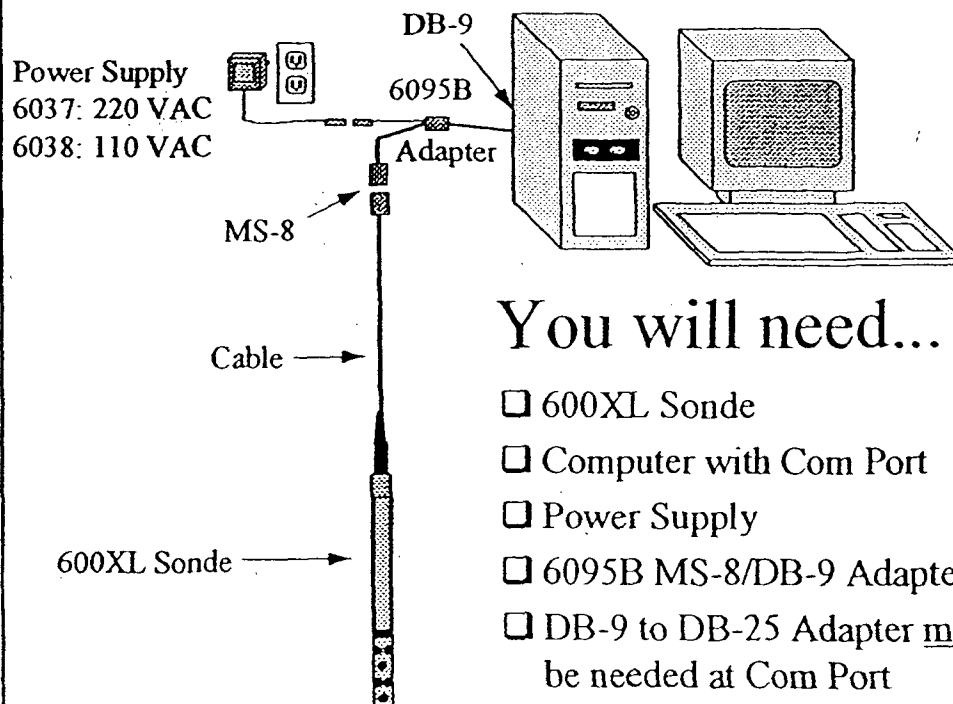 DB-9
Power Supply
6037: 220 VAC
6038: 110 VAC
6095B
Adapter
MS-8
Cable
600XL Sonde
You will need...
❑ 600XL Sonde
❑ Computer with Com Port
❑ Power Supply
❑ 6095B MS-8/DB-9 Adapte
❑ DB-9 to DB-25 Adapter m
be needed at Com Port